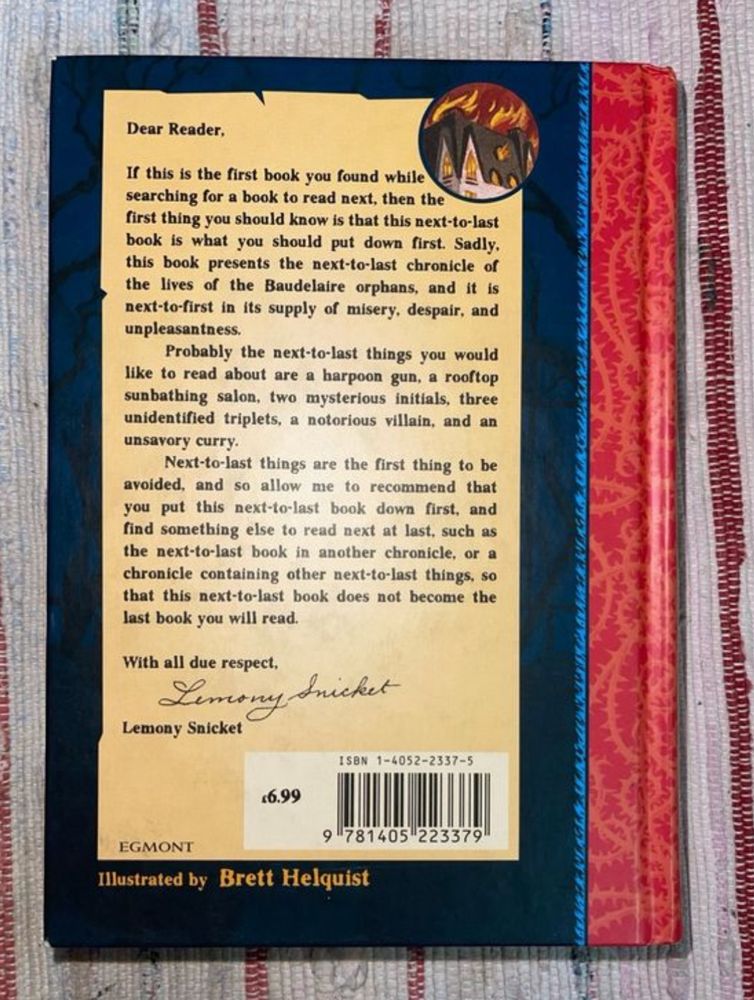 Dear Reader,
If this is the first book you found while
searching for a book to read next, then the
first thing you should know is that this next-to-last
book is what you should put down first. Sadly,
this book presents the next-to-last chronicle of
the lives of the Baudelaire orphans, and it is
next-to-first in its supply of misery, despair, and
unpleasantness.
Probably the next-to-last things you would
like to read about are a harpoon gun, a rooftop
sunbathing salon, two mysterious initials, three
unidentified triplets, a notorious villain, and an
unsavory curry.
Next-to-last things are the first thing to be
avoided, and so allow me to recommend that
you put this next-to-last book down first, and
find something else to read next at last, such as
the next-to-last book in another chronicle, or a
chronicle containing other next-to-last things, so
that this next-to-last book does not become the
last book you will read.
With all due respect,
Lemony Snicket
Lemony Snicket
ISBN 1-4052-2337-5
£6.99
9 781405 223379
EGMONT
Illustrated by Brett Helquist